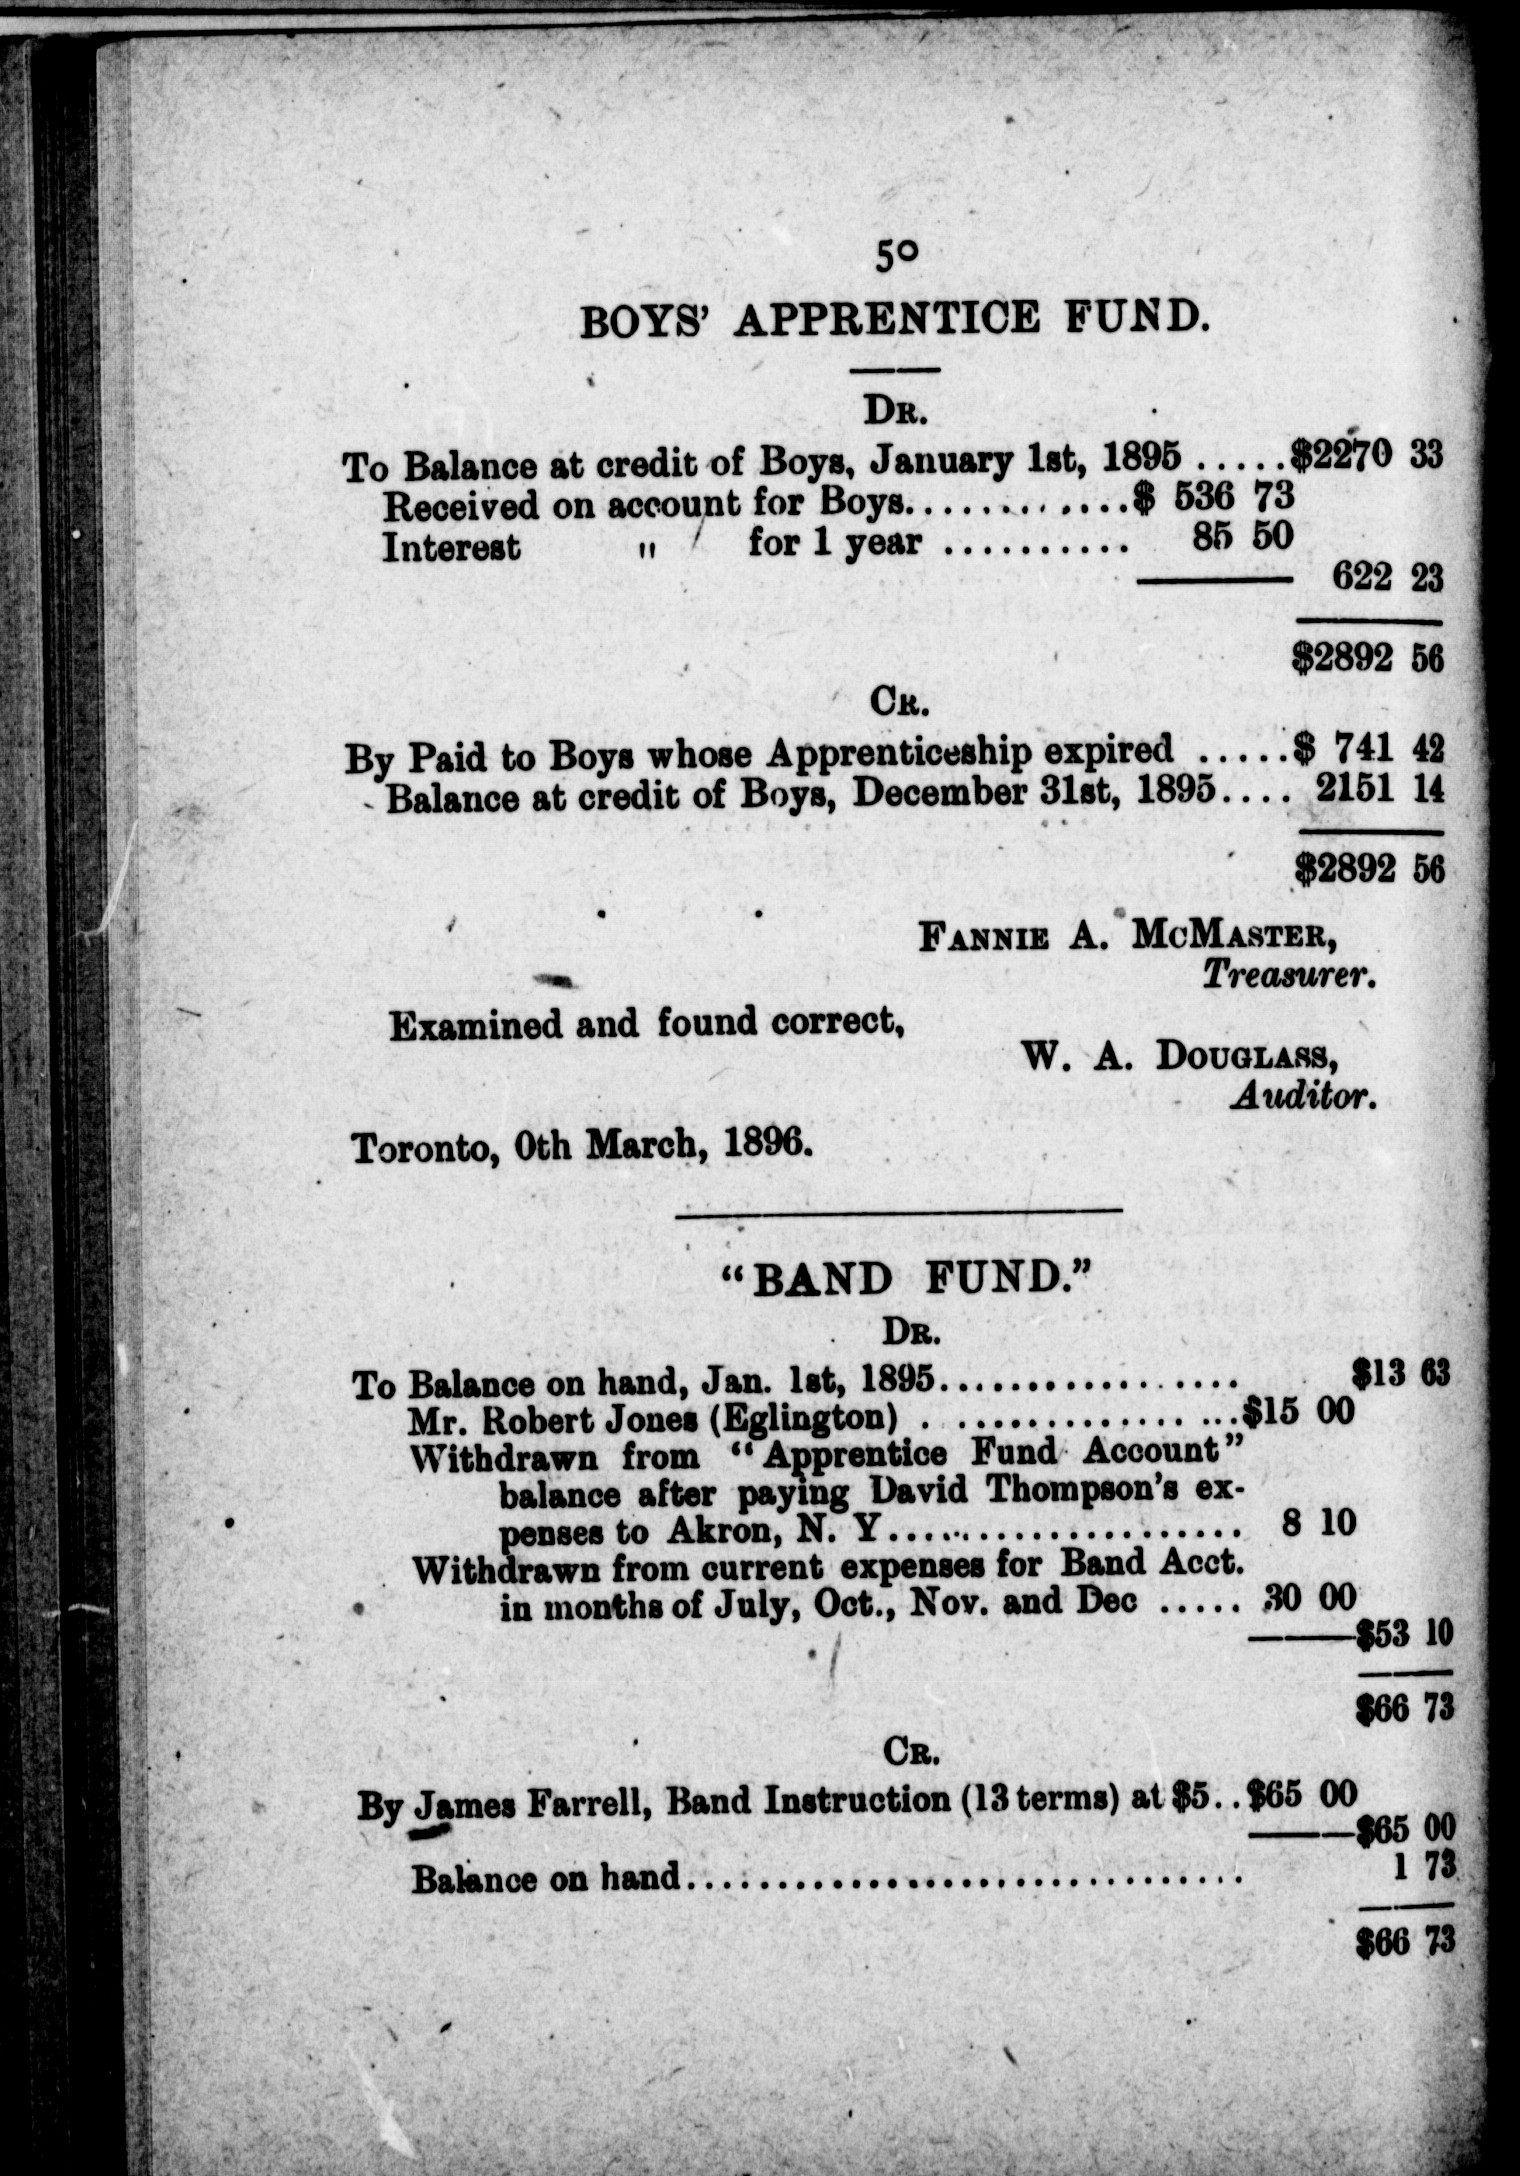 50
BOYS' APPRENTICE FUND.
DR.
To Balance at credit of Boys, January 1st, 1895 .....$2270 33
Received on account for Boys.............$ 536 73
Interest " for 1 year .......... 85 50
622 23
$2892 56
CR.
By Paid to Boys whose Apprenticeship expired .....$ 741 42
Balance at credit of Boys, December 31st, 1895.... 2151 14
$2892 56
FANNIE A. MCMASTER,
Treasurer.
Examined and found correct,
W. A. DOUGLASS,
Auditor.
Toronto, 0th March, 1896.
"BAND FUND."
DR.
To Balance on hand, Jan. 1st, 1895.................. $13 63
Mr. Robert Jones (Eglington) ...................$15 00
Withdrawn from "Apprentice Fund Account"
balance after paying David Thompson's ex-
penses to Akron, N. Y..................... 8 10
Withdrawn from current expenses for Band Acct.
in months of July, Oct., Nov. and Dec ..... 30 00
$53 10
$66 73
CR.
By James Farrell, Band Instruction (13 terms) at $5..$65 00
$65 00
Balance on hand................................ 1 73
$66 73